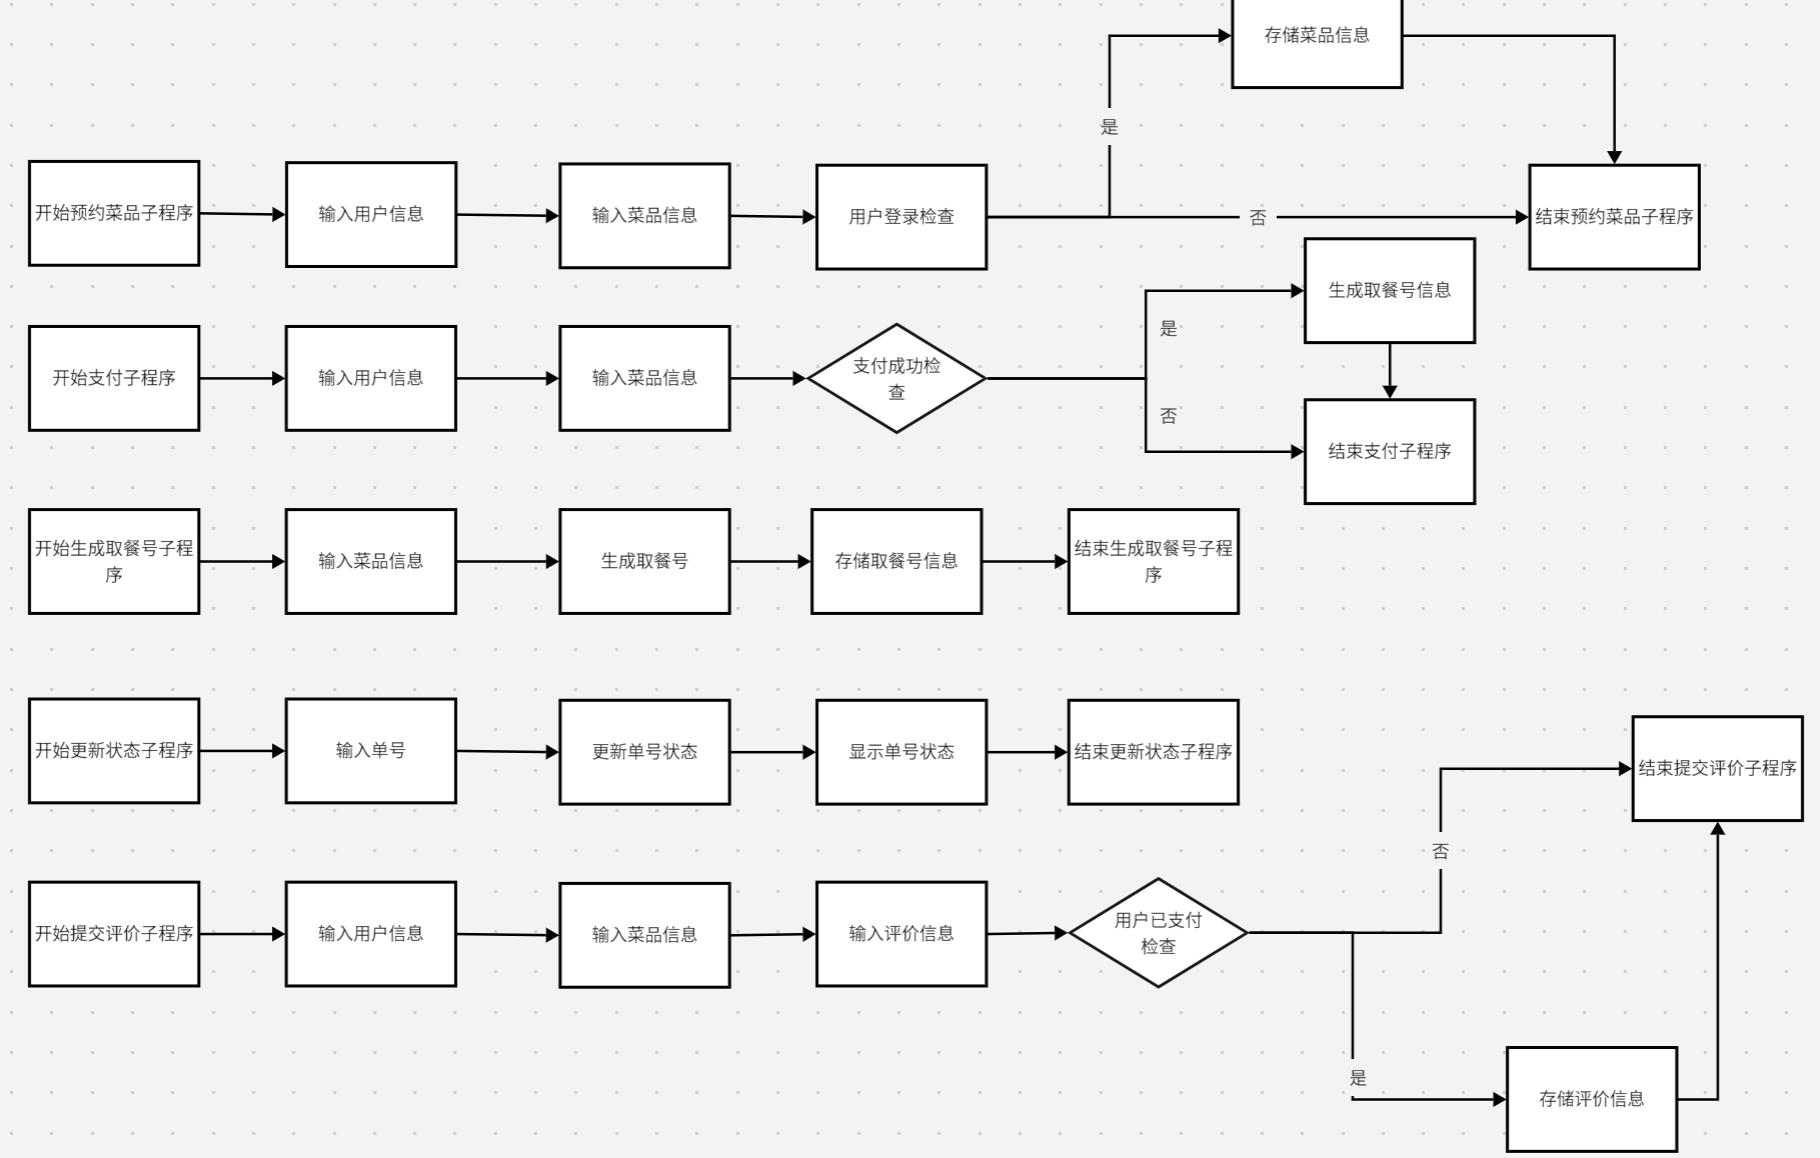 存储菜品信息
是
开始预约菜品子程序
输入用户信息
输入菜品信息
用户登录检查
否
结束预约菜品子程序
生成取餐号信息
是
开始支付子程序
输入用户信息
输入菜品信息
支付成功检
查
否
结束支付子程序
开始生成取餐号子程
序
输入菜品信息
生成取餐号
存储取餐号信息
结束生成取餐号子程
序
开始更新状态子程序
输入单号
更新单号状态
显示单号状态
结束更新状态子程序
结束提交评价子程序
否
开始提交评价子程序
输入用户信息
输入菜品信息
输入评价信息
用户已支付
检查
是
存储评价信息